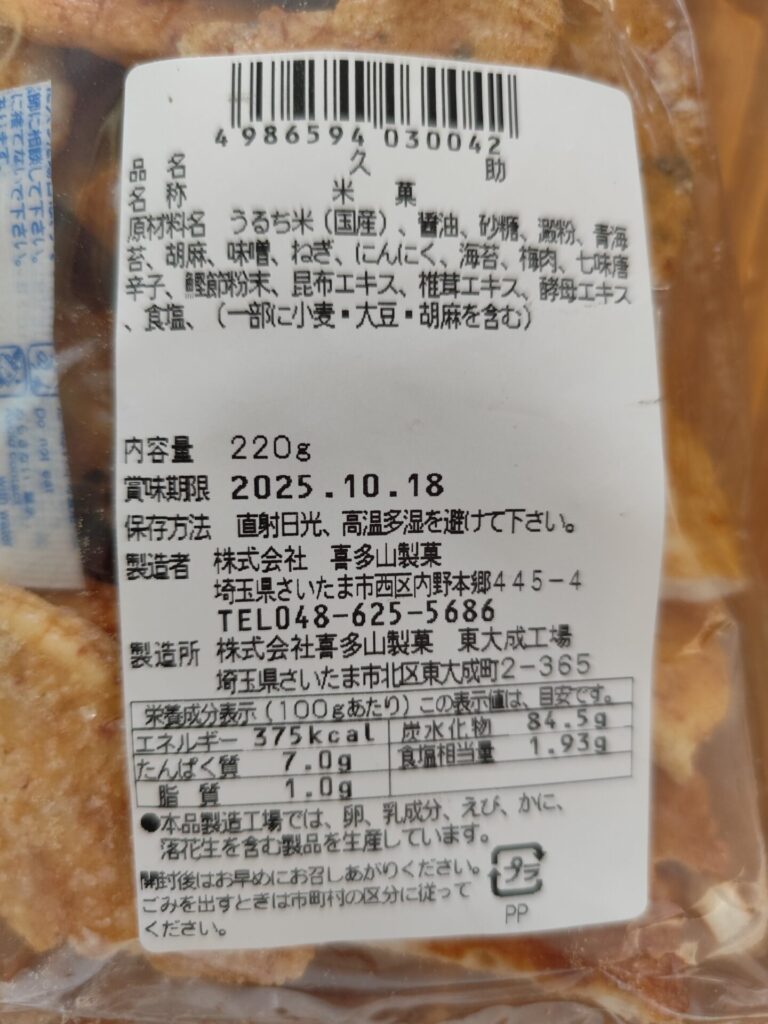 4986594 030042
品名 久助
名称 米菓
原材料名 うるち米（国産）、醤油、砂糖、澱粉、青海
苔、胡麻、味噌、ねぎ、にんにく、海苔、梅肉、七味唐
辛子、鰹節粉末、昆布エキス、椎茸エキス、酵母エキス
、食塩、（一部に小麦・大豆・胡麻を含む）
内容量 220g
賞味期限 2025.10.18
保存方法 直射日光、高温多湿を避けて下さい。
製造者 株式会社 喜多山製菓
埼玉県さいたま市西区内野本郷445-4
TEL048-625-5686
製造所 株式会社喜多山製菓 東大成工場
埼玉県さいたま市北区東大成町2-365
栄養成分表示（100gあたり）この表示値は、目安です。
エネルギー 375kcal 炭水化物 84.5g
たんぱく質 7.0g 食塩相当量 1.93g
脂質 1.0g
●本品製造工場では、卵、乳成分、えび、かに、
落花生を含む製品を生産しています。
開封後はお早めにお召しあがりください。
ごみを出すときは市町村の区分に従って
ください。
プラ
PP
に捨てないで下さい。
Do not eat